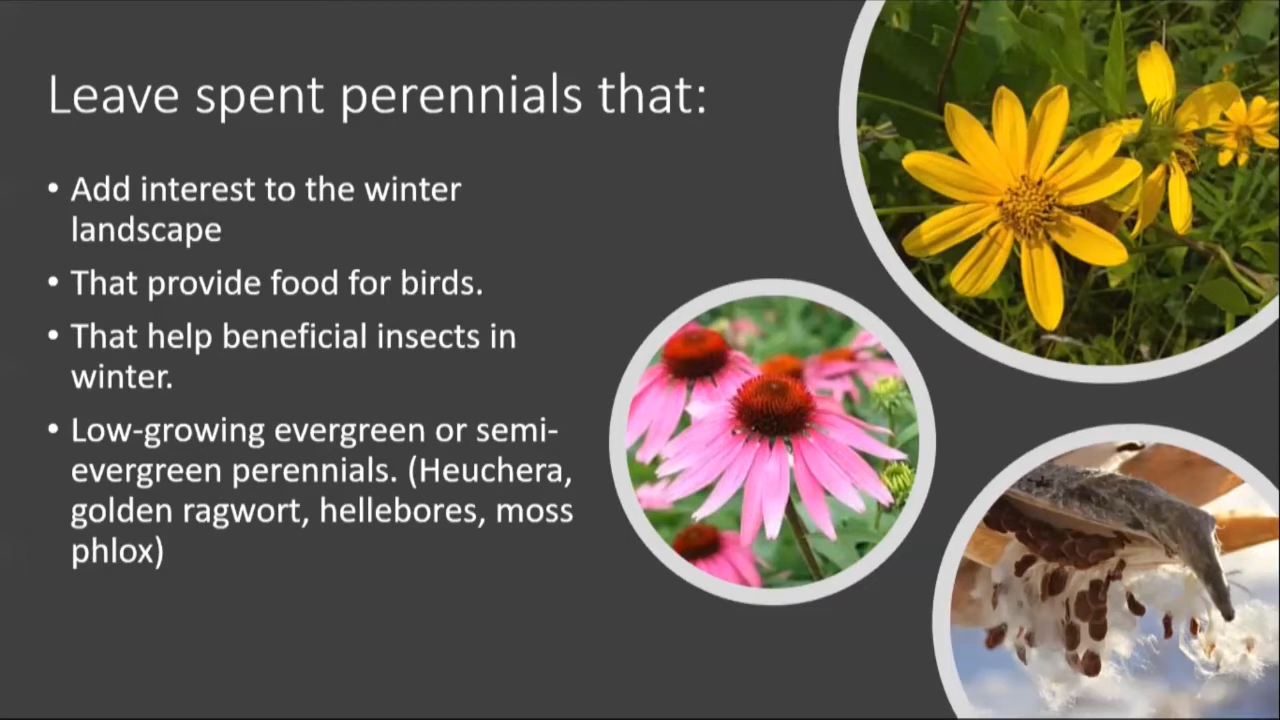 Leave spent perennials that:
• Add interest to the winter
landscape
• That provide food for birds.
• That help beneficial insects in
winter.
• Low-growing evergreen or semi-
evergreen perennials. (Heuchera,
golden ragwort, hellebores, moss
phlox)